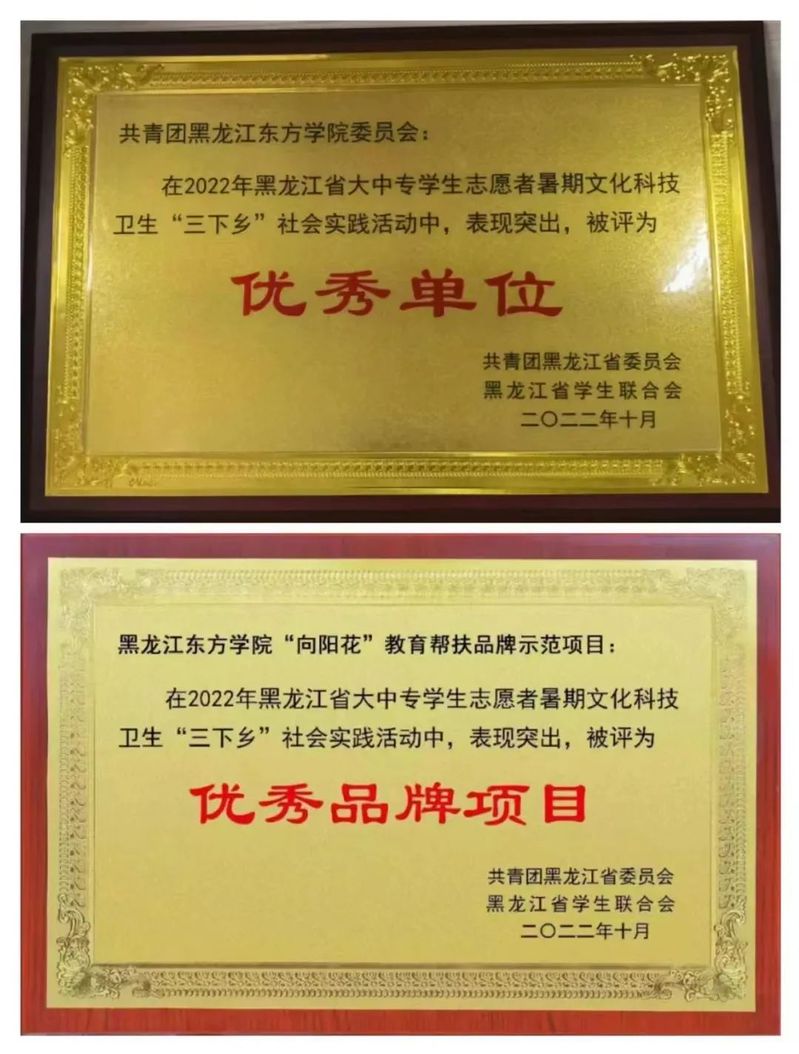 共青团黑龙江东方学院委员会：
在2022年黑龙江省大中专学生志愿者暑期文化科技
卫生“三下乡”社会实践活动中，表现突出，被评为
优秀单位
共青团黑龙江省委员会
黑龙江省学生联合会
二〇二二年十月
黑龙江东方学院“向阳花”教育帮扶品牌示范项目：
在2022年黑龙江省大中专学生志愿者暑期文化科技
卫生“三下乡”社会实践活动中，表现突出，被评为
优秀品牌项目
共青团黑龙江省委员会
黑龙江省学生联合会
二〇二二年十月